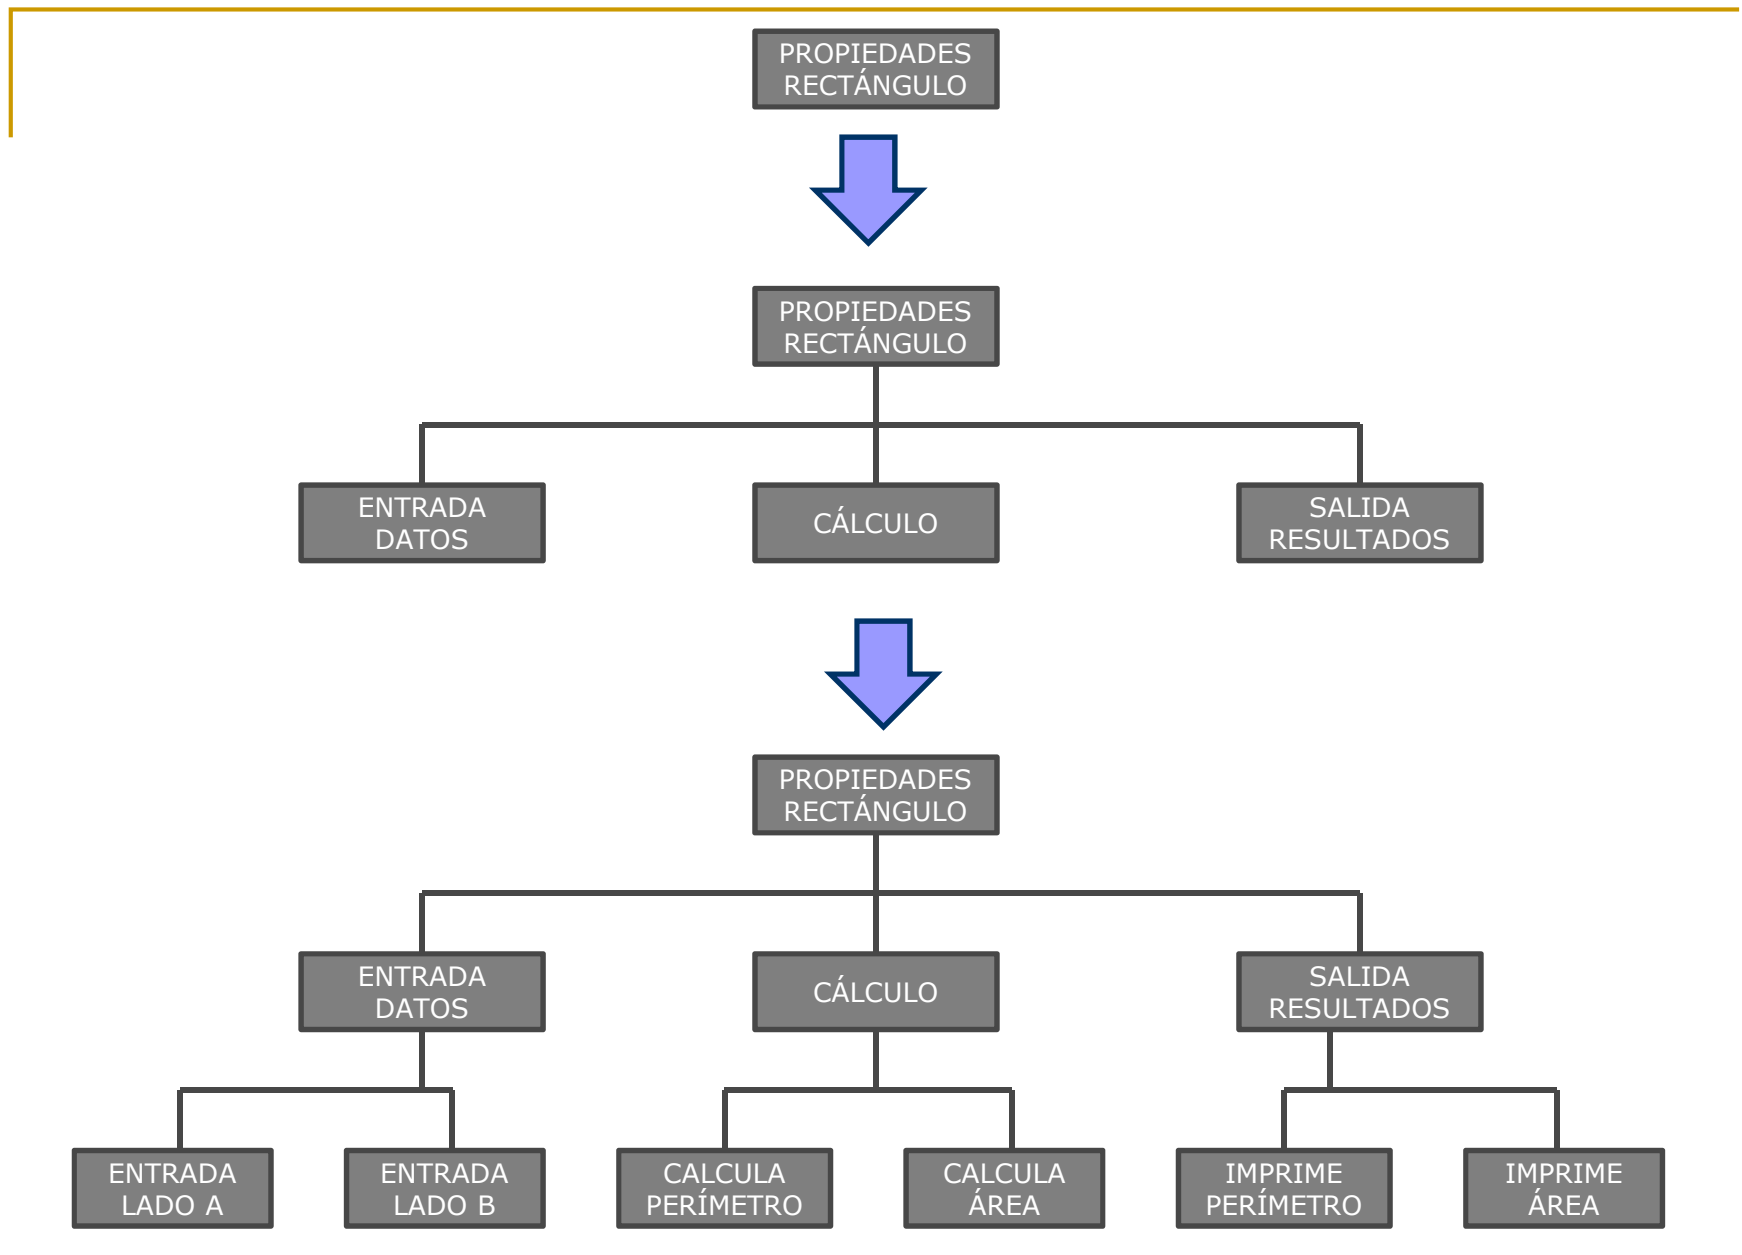 PROPIEDADES
RECTÁNGULO
PROPIEDADES
RECTÁNGULO
ENTRADA
DATOS
CÁLCULO
SALIDA
RESULTADOS
PROPIEDADES
RECTÁNGULO
ENTRADA
DATOS
CÁLCULO
SALIDA
RESULTADOS
ENTRADA
LADO A
ENTRADA
LADO B
CALCULA
PERÍMETRO
CALCULA
ÁREA
IMPRIME
PERÍMETRO
IMPRIME
ÁREA